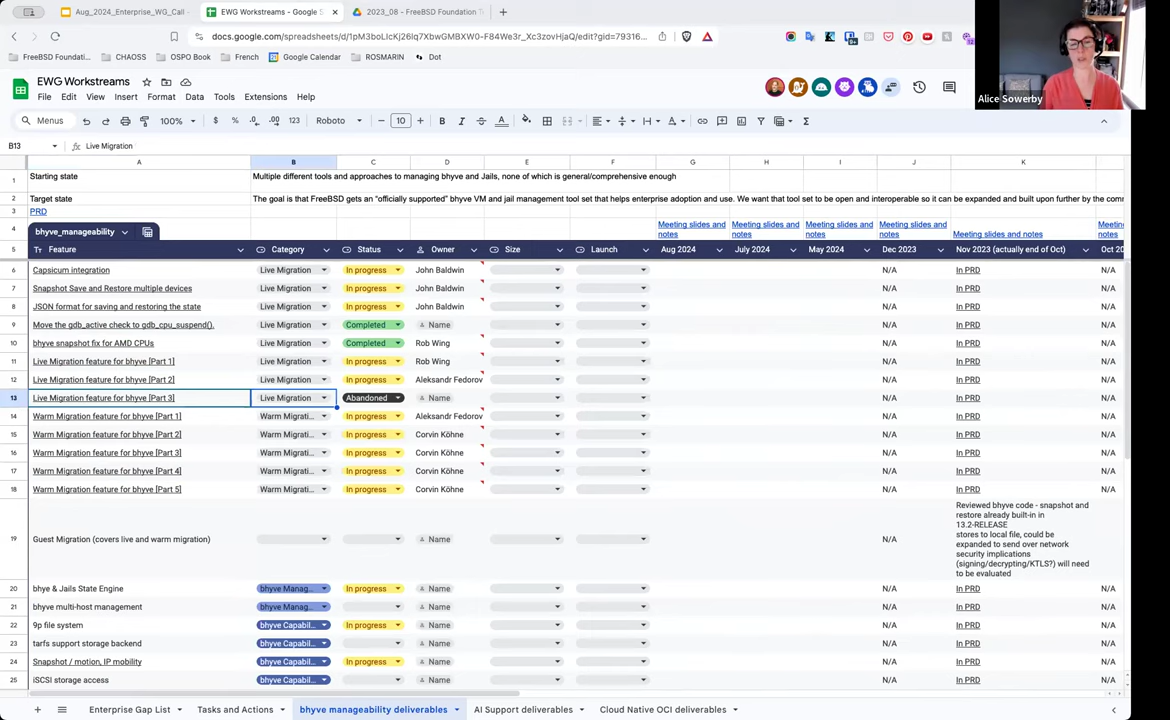 Aug_2024_Enterprise_WG_Call -
EWG Workstreams - Google S
2023_08 - FreeBSD Foundation T
docs.google.com/spreadsheets/d/1pM3boLIcKj26lq7XbwGMBXW0-F84We3r_Xc3zovHjaQ/edit?gid=79316...
FreeBSD Foundati...
CHAOSS
OSPO Book
French
Google Calendar
ROSMARIN
Dot
Alice Sowerby
EWG Workstreams
File Edit View Insert Format Data Tools Extensions Help
Menus 100% $ % .0 .00 123 Roboto 10 B I A
B13 fx Live Migration
A B C D E F G H I J K
1 Starting state Multiple different tools and approaches to managing bhyve and Jails, none of which is general/comprehensive enough
2 Target state The goal is that FreeBSD gets an "officially supported" bhyve VM and jail management tool set that helps enterprise adoption and use. We want that tool set to be open and interoperable so it can be expanded and built upon further by the com
3 PRD
4 bhyve_manageability Meeting slides and notes Meeting slides and notes Meeting slides and notes Meeting slides and notes Meeting slides and notes Meeting notes
5 Feature Category Status Owner Size Launch Aug 2024 July 2024 May 2024 Dec 2023 Nov 2023 (actually end of Oct) Oct 20
6 Capsicum integration Live Migration In progress John Baldwin N/A In PRD N/A
7 Snapshot Save and Restore multiple devices Live Migration In progress John Baldwin N/A In PRD N/A
8 JSON format for saving and restoring the state Live Migration In progress John Baldwin N/A In PRD N/A
9 Move the gdb_active check to gdb_cpu_suspend(). Live Migration Completed Name N/A In PRD N/A
10 bhyve snapshot fix for AMD CPUs Live Migration Completed Rob Wing N/A In PRD N/A
11 Live Migration feature for bhyve [Part 1] Live Migration In progress Rob Wing N/A In PRD N/A
12 Live Migration feature for bhyve [Part 2] Live Migration In progress Aleksandr Fedorov N/A In PRD N/A
13 Live Migration feature for bhyve [Part 3] Live Migration Abandoned Name N/A In PRD N/A
14 Warm Migration feature for bhyve [Part 1] Warm Migrati... In progress Aleksandr Fedorov N/A In PRD N/A
15 Warm Migration feature for bhyve [Part 2] Warm Migrati... In progress Corvin Köhne N/A In PRD N/A
16 Warm Migration feature for bhyve [Part 3] Warm Migrati... In progress Corvin Köhne N/A In PRD N/A
17 Warm Migration feature for bhyve [Part 4] Warm Migrati... In progress Corvin Köhne N/A In PRD N/A
18 Warm Migration feature for bhyve [Part 5] Warm Migrati... In progress Corvin Köhne N/A In PRD N/A
19 Guest Migration (covers live and warm migration) Name N/A
Reviewed bhyve code - snapshot and
restore already built-in in
13.2-RELEASE
stores to local file, could be
expanded to send over network
security implications
(signing/decrypting/KTLS?) will need
to be evaluated
N/A
20 bhye & Jails State Engine bhyve Manag... In progress Name N/A In PRD N/A
21 bhyve multi-host management bhyve Manag... Name N/A In PRD N/A
22 9p file system bhyve Capabil... In progress Name N/A In PRD N/A
23 tarfs support storage backend bhyve Capabil... Name N/A In PRD N/A
24 Snapshot / motion, IP mobility bhyve Capabil... In progress Name N/A In PRD N/A
25 iSCSI storage access bhyve Capabil... Name N/A In PRD N/A
Enterprise Gap List Tasks and Actions bhyve manageability deliverables AI Support deliverables Cloud Native OCI deliverables